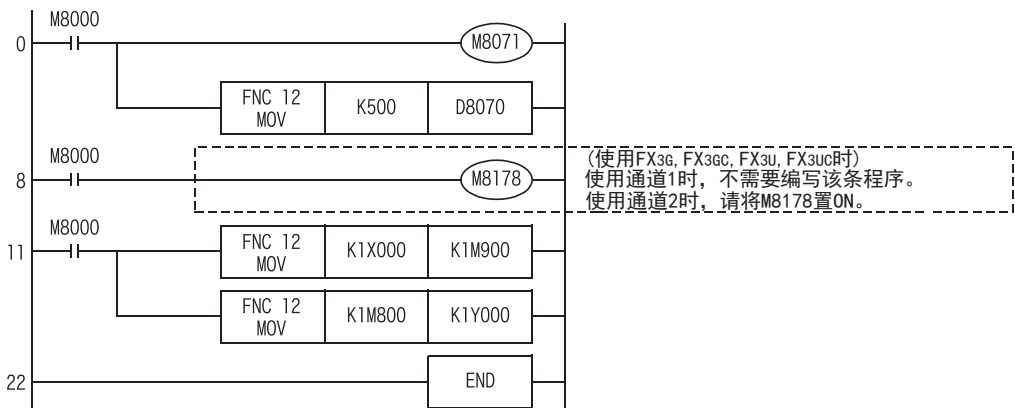 M8000
0
M8071
FNC 12
MOV
K500
D8070
M8000
8
M8178
(使用FX3G, FX3GC, FX3U, FX3UC时)
使用通道1时，不需要编写该条程序。
使用通道2时，请将M8178置ON。
M8000
11
FNC 12
MOV
K1X000
K1M900
FNC 12
MOV
K1M800
K1Y000
22
END